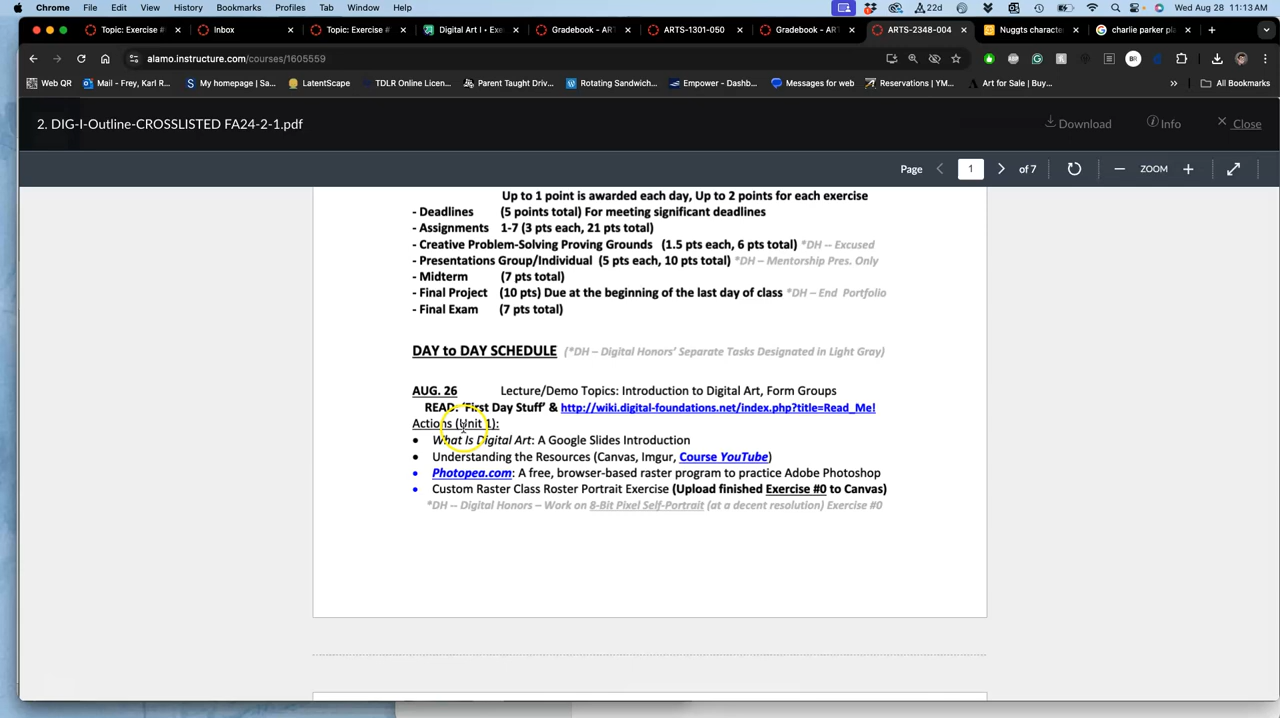 Chrome File Edit View History Bookmarks Profiles Tab Window Help 22d Wed Aug 28 11:13 AM
Topic: Exercise # Inbox Topic: Exercise # Digital Art I • Exe Gradebook - ART ARTS-1301-050 Gradebook - ART ARTS-2348-004 Nuggts characte charlie parker pl
alamo.instructure.com/courses/1605559
Web QR Mail - Frey, Karl R... My homepage | Sa... LatentScape TDLR Online Licen... Parent Taught Driv... Rotating Sandwich... Empower - Dashb... Messages for web Reservations | YM... Art for Sale | Buy... » All Bookmarks
2. DIG-I-Outline-CROSSLISTED FA24-2-1.pdf Download Info Close
Page 1 of 7 ZOOM
Up to 1 point is awarded each day, Up to 2 points for each exercise
- Deadlines (5 points total) For meeting significant deadlines
- Assignments 1-7 (3 pts each, 21 pts total)
- Creative Problem-Solving Proving Grounds (1.5 pts each, 6 pts total) *DH -- Excused
- Presentations Group/Individual (5 pts each, 10 pts total) *DH – Mentorship Pres. Only
- Midterm (7 pts total)
- Final Project (10 pts) Due at the beginning of the last day of class *DH – End Portfolio
- Final Exam (7 pts total)
DAY to DAY SCHEDULE (*DH – Digital Honors’ Separate Tasks Designated in Light Gray)
AUG. 26 Lecture/Demo Topics: Introduction to Digital Art, Form Groups
READ: ‘First Day Stuff’ & http://wiki.digital-foundations.net/index.php?title=Read_Me!
Actions (Unit 1):
• What Is Digital Art: A Google Slides Introduction
• Understanding the Resources (Canvas, Imgur, Course YouTube)
• Photopea.com: A free, browser-based raster program to practice Adobe Photoshop
• Custom Raster Class Roster Portrait Exercise (Upload finished Exercise #0 to Canvas)
*DH -- Digital Honors – Work on 8-Bit Pixel Self-Portrait (at a decent resolution) Exercise #0